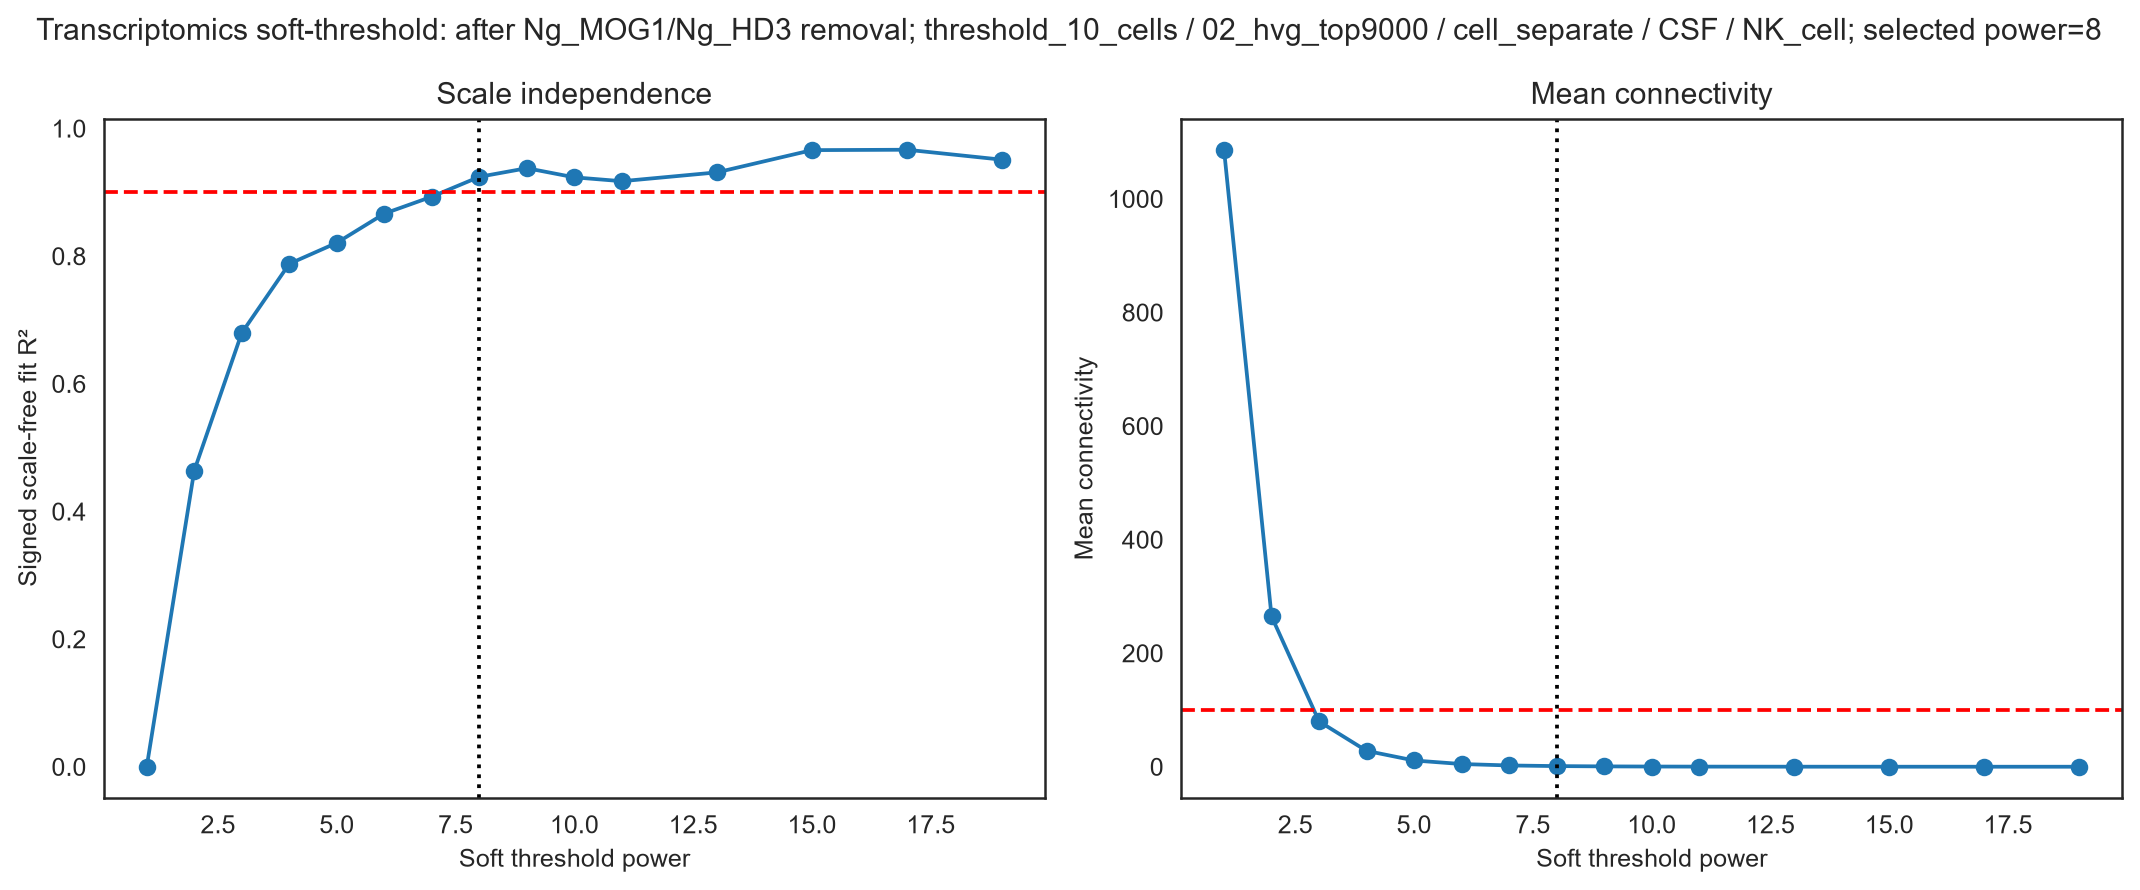 Transcriptomics soft-threshold: after Ng_MOG1/Ng_HD3 removal; threshold_10_cells / 02_hvg_top9000 / cell_separate / CSF / NK_cell; selected power=8
Scale independence
1.0
0.8
0.6
0.4
0.2
0.0
Signed scale-free fit R²
2.5 5.0 7.5 10.0 12.5 15.0 17.5
Soft threshold power
Mean connectivity
1000
800
600
400
200
0
Mean connectivity
2.5 5.0 7.5 10.0 12.5 15.0 17.5
Soft threshold power